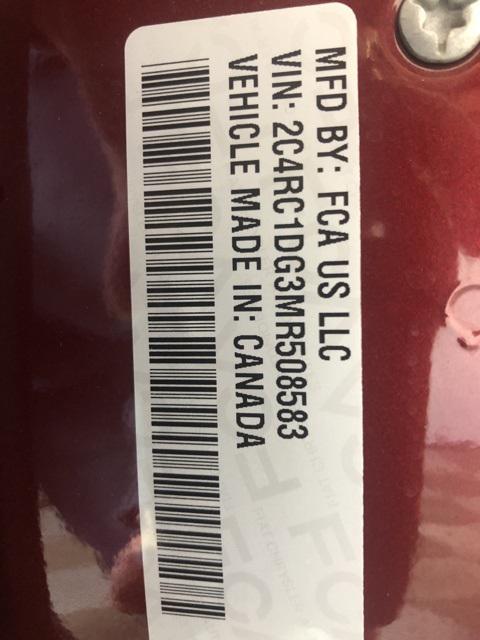 MFD BY: FCA US LLC
VIN: 2C4RC1DG3MR508583
VEHICLE MADE IN: CANADA